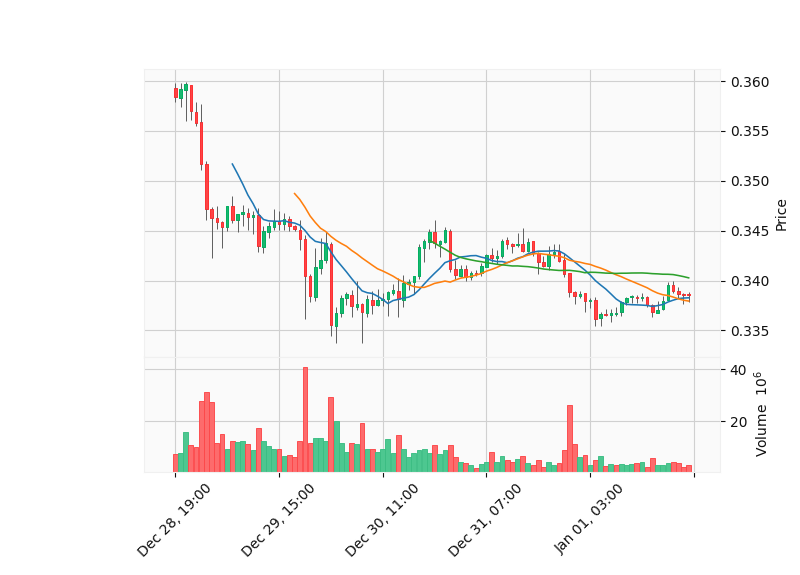 0.360
0.355
0.350
0.345
0.340
0.335
Price
40
20
Volume 10^6
Dec 28, 19:00
Dec 29, 15:00
Dec 30, 11:00
Dec 31, 07:00
Jan 01, 03:00